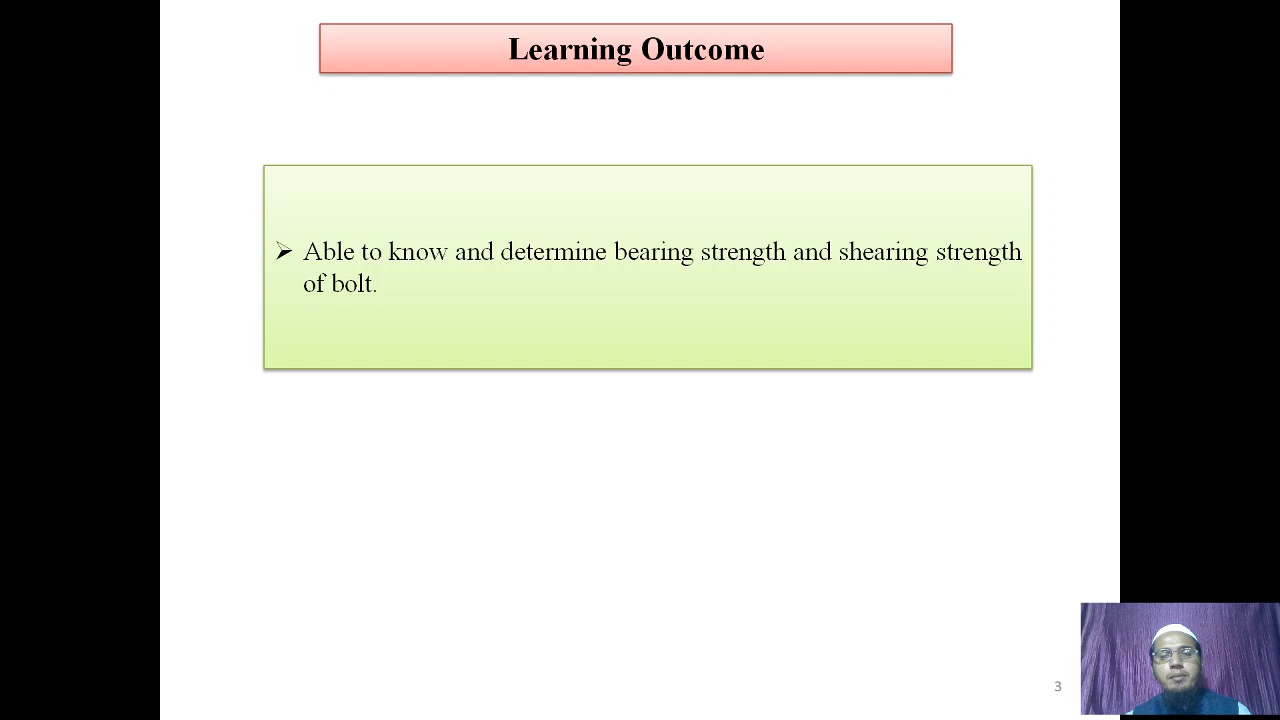 Learning Outcome
➢ Able to know and determine bearing strength and shearing strength
of bolt.
3